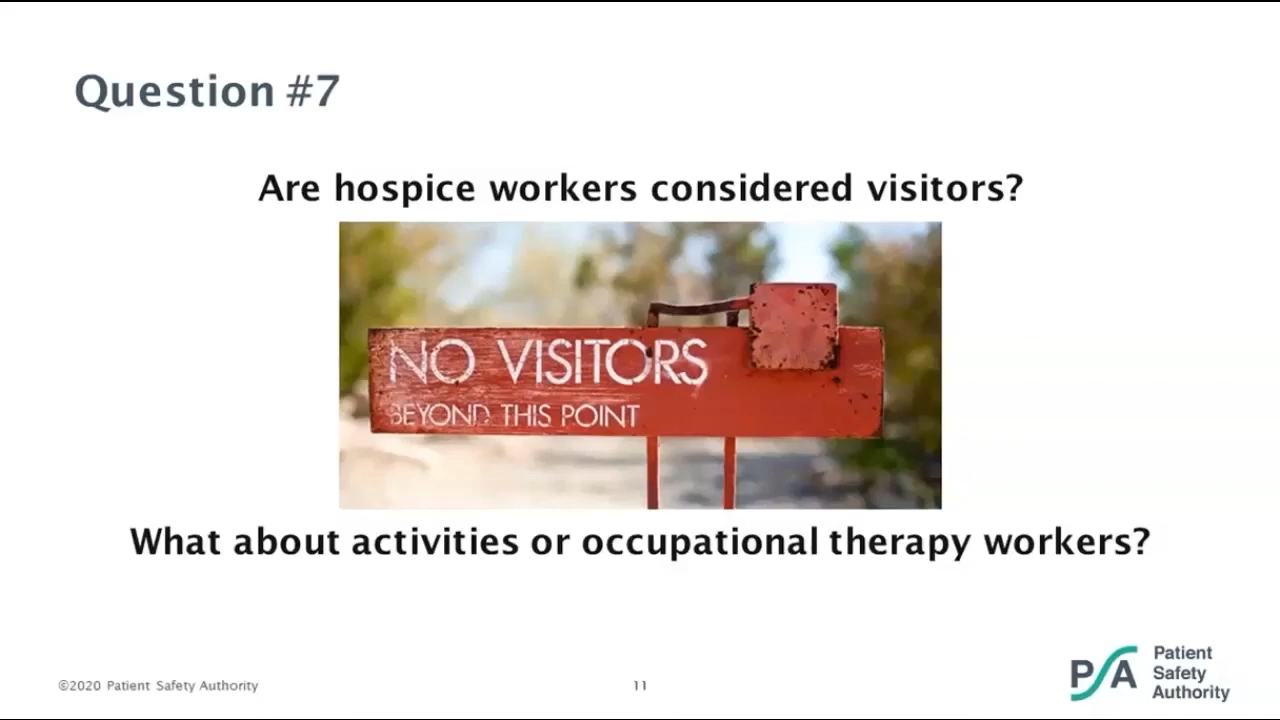 Question #7
Are hospice workers considered visitors?
NO VISITORS
BEYOND THIS POINT
What about activities or occupational therapy workers?
©2020 Patient Safety Authority
11
PSA
Patient
Safety
Authority